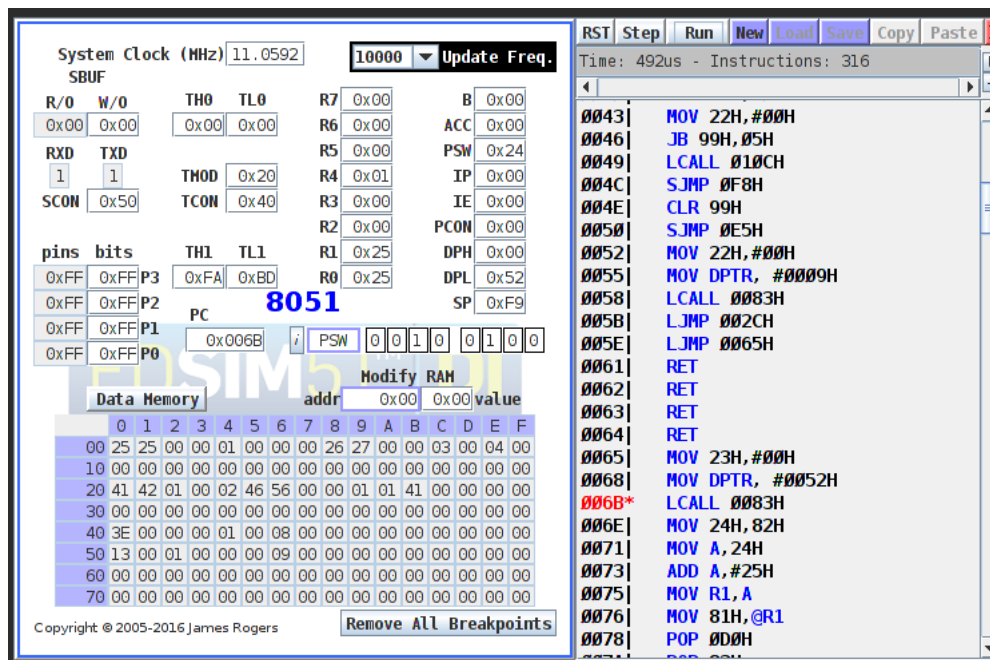 System Clock (MHz) 11.0592 10000 Update Freq.
SBUF
R/O W/O TH0 TL0 R7 0x00 B 0x00
0x00 0x00 0x00 0x00 R6 0x00 ACC 0x00
RXD TXD R5 0x00 PSW 0x24
1 1 TMOD 0x20 R4 0x01 IP 0x00
SCON 0x50 TCON 0x40 R3 0x00 IE 0x00
R2 0x00 PCON 0x00
pins bits TH1 TL1 R1 0x25 DPH 0x00
0xFF 0xFF P3 0xFA 0xBD R0 0x25 DPL 0x52
0xFF 0xFF P2 8051 SP 0xF9
0xFF 0xFF P1 PC
0xFF 0xFF P0 0x006B i PSW 0 0 1 0 0 1 0 0
Modify RAM
Data Memory addr 0x00 0x00 value
0 1 2 3 4 5 6 7 8 9 A B C D E F
00 25 25 00 00 01 00 00 00 26 27 00 00 03 00 04 00
10 00 00 00 00 00 00 00 00 00 00 00 00 00 00 00 00
20 41 42 01 00 02 46 56 00 00 01 01 41 00 00 00 00
30 00 00 00 00 00 00 00 00 00 00 00 00 00 00 00 00
40 3E 00 00 00 01 00 08 00 00 00 00 00 00 00 00 00
50 13 00 01 00 00 00 09 00 00 00 00 00 00 00 00 00
60 00 00 00 00 00 00 00 00 00 00 00 00 00 00 00 00
70 00 00 00 00 00 00 00 00 00 00 00 00 00 00 00 00
Copyright © 2005-2016 James Rogers Remove All Breakpoints
RST Step Run New Load Save Copy Paste
Time: 492us - Instructions: 316
0043| MOV 22H,#00H
0046| JB 99H,05H
0049| LCALL 010CH
004C| SJMP 0F8H
004E| CLR 99H
0050| SJMP 0E5H
0052| MOV 22H,#00H
0055| MOV DPTR, #0009H
0058| LCALL 0083H
005B| LJMP 002CH
005E| LJMP 0065H
0061| RET
0062| RET
0063| RET
0064| RET
0065| MOV 23H,#00H
0068| MOV DPTR, #0052H
006B* LCALL 0083H
006E| MOV 24H,82H
0071| MOV A,24H
0073| ADD A,#25H
0075| MOV R1,A
0076| MOV 81H,@R1
0078| POP 0D0H